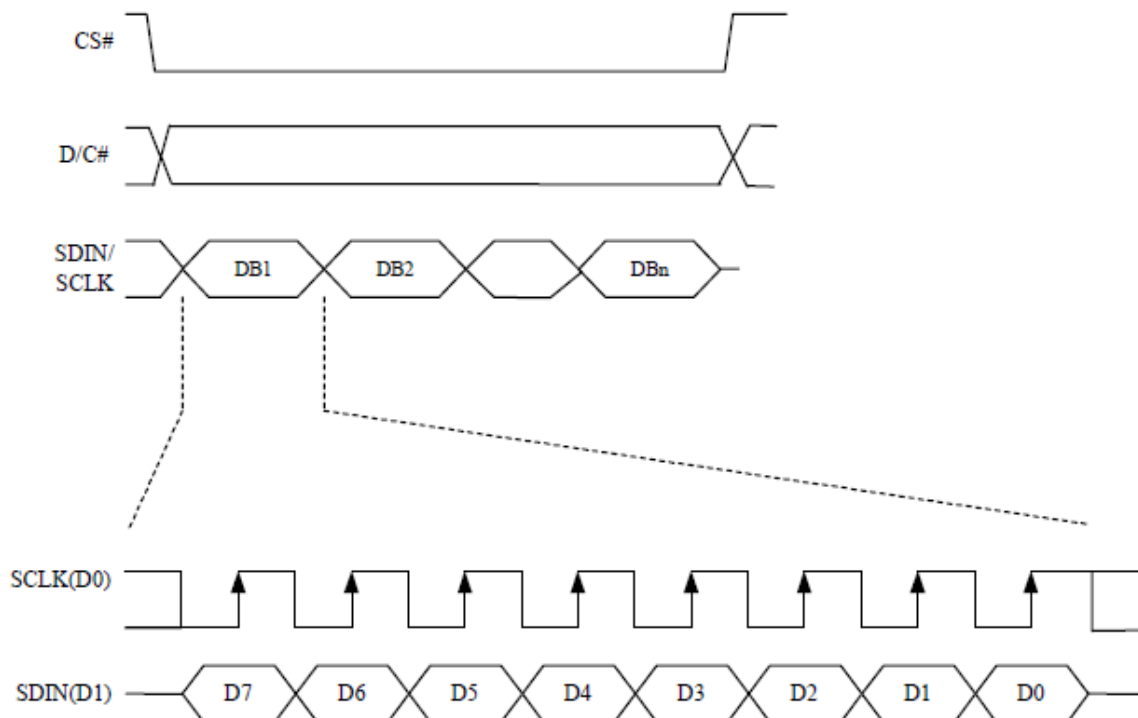 CS#
D/C#
SDIN/
SCLK
DB1 DB2 DBn
SCLK(D0)
SDIN(D1) D7 D6 D5 D4 D3 D2 D1 D0